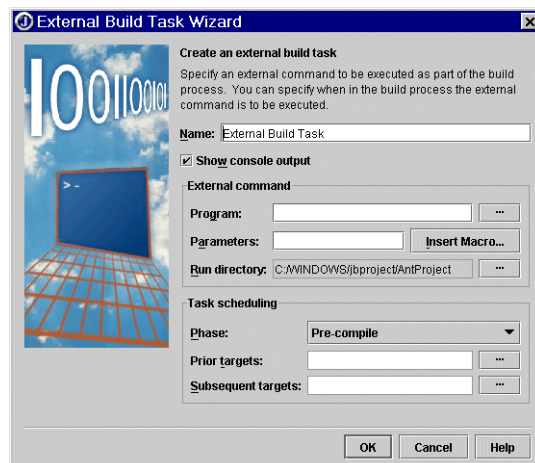 External Build Task Wizard
Create an external build task
Specify an external command to be executed as part of the build
process. You can specify when in the build process the external
command is to be executed.
Name: External Build Task
Show console output
External command
Program: ...
Parameters: Insert Macro...
Run directory: C:/WINDOWS/jbproject/AntProject ...
Task scheduling
Phase: Pre-compile
Prior targets: ...
Subsequent targets: ...
OK Cancel Help
1001100101
>-